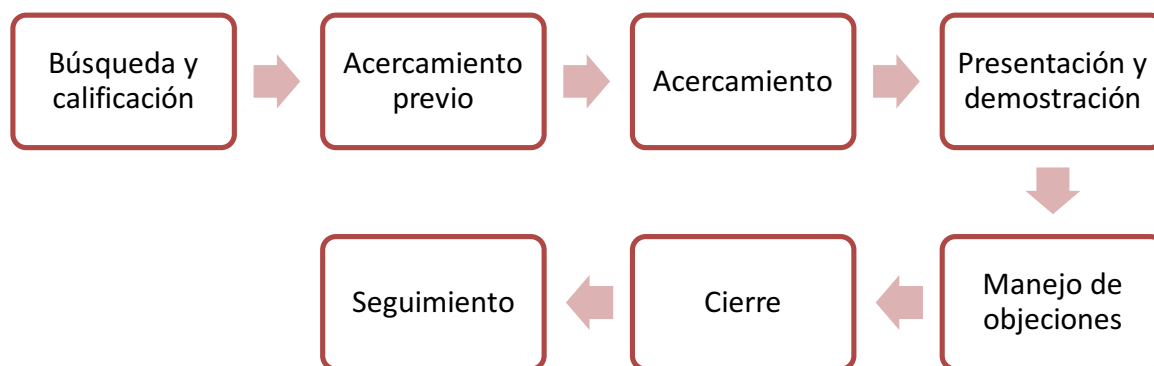 Búsqueda y
calificación
Acercamiento
previo
Acercamiento
Presentación y
demostración
Manejo de
objeciones
Cierre
Seguimiento